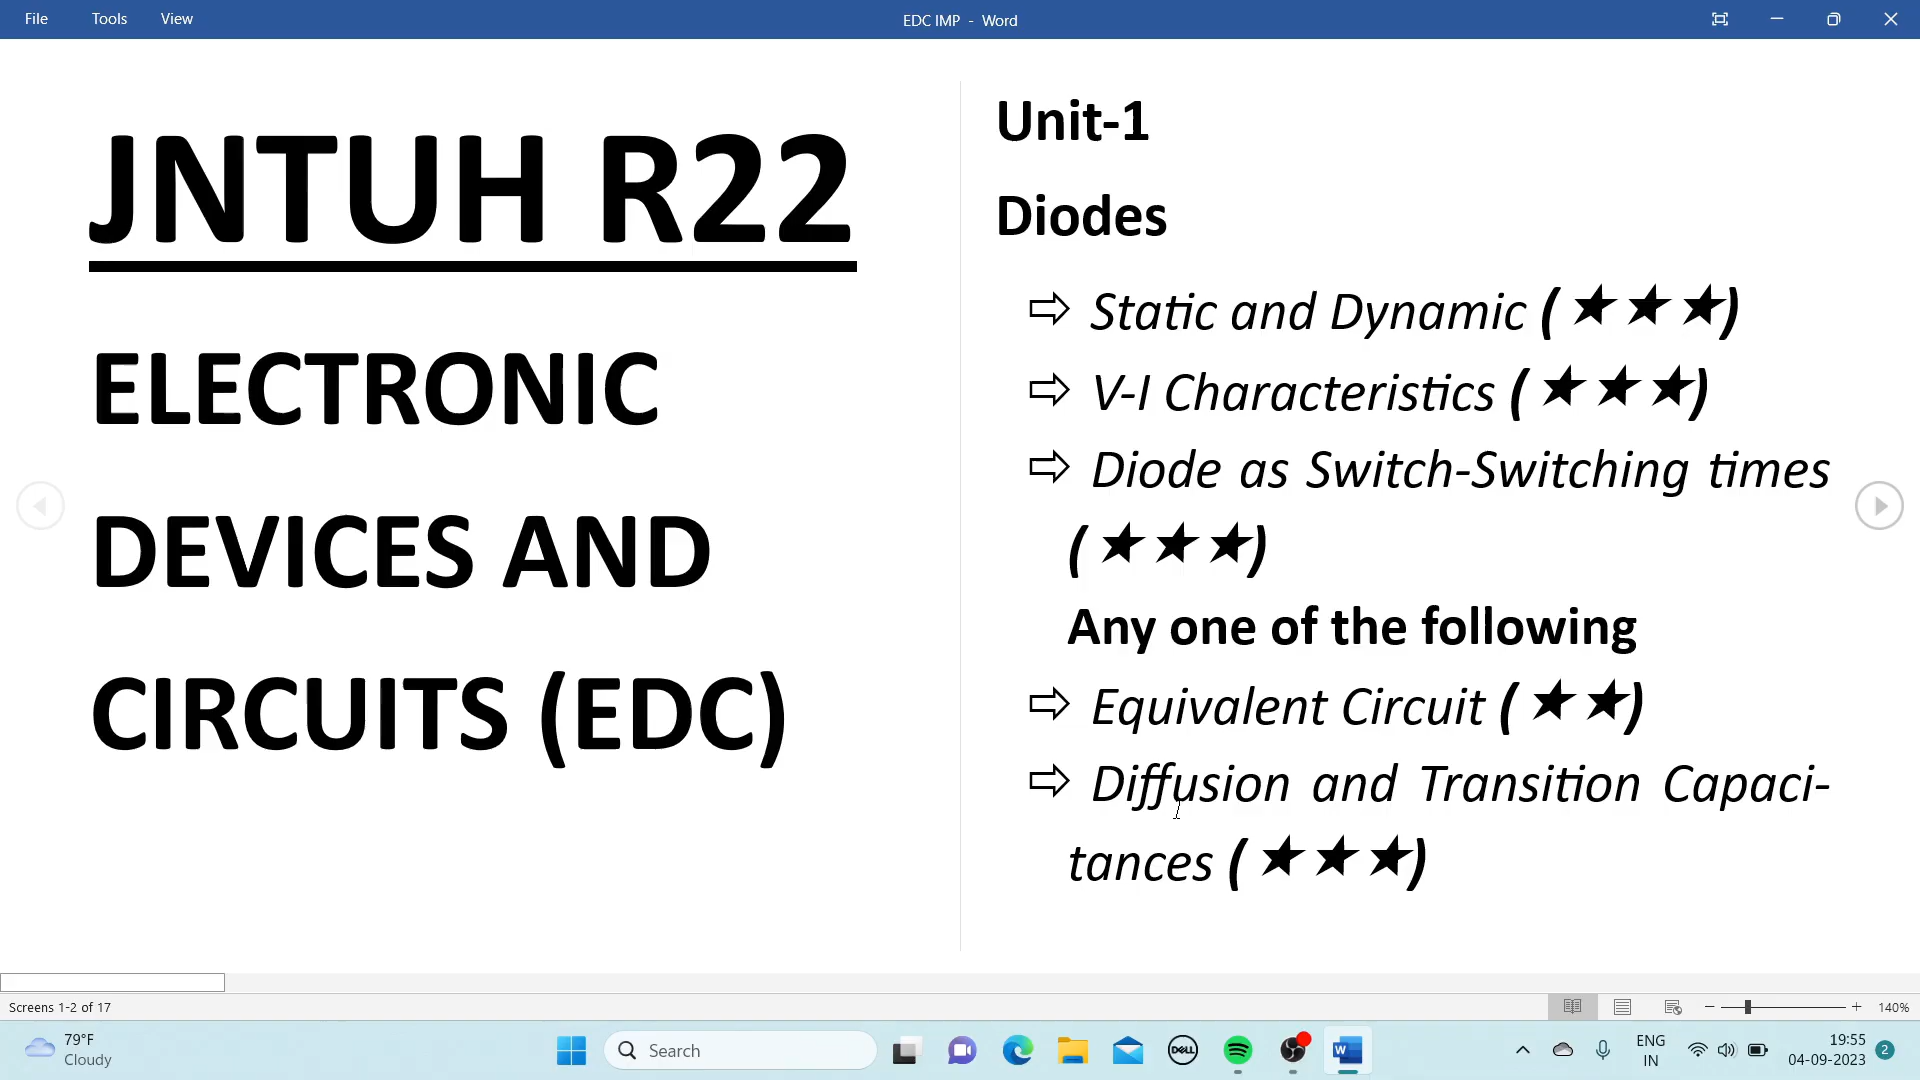 File Tools View
EDC IMP - Word
JNTUH R22
ELECTRONIC
DEVICES AND
CIRCUITS (EDC)
Unit-1
Diodes
⇨ Static and Dynamic (★★★)
⇨ V-I Characteristics (★★★)
⇨ Diode as Switch-Switching times
(★★★)
Any one of the following
⇨ Equivalent Circuit (★★)
⇨ Diffusion and Transition Capaci-
tances (★★★)
Screens 1-2 of 17
140%
79°F
Cloudy
Search
DELL
W
ENG
IN
19:55
04-09-2023
2